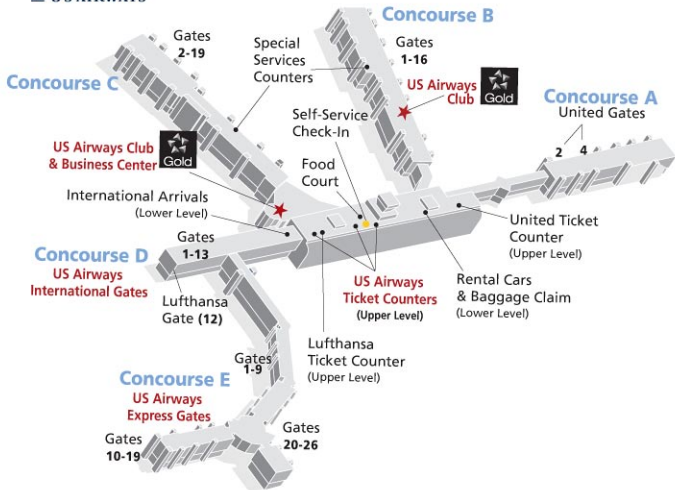 Concourse B
Gates
1-16
Gates
2-19
Special
Services
Counters
Concourse C
US Airways
Club
Gold
Concourse A
United Gates
2 4
Self-Service
Check-In
US Airways Club
& Business Center
Gold
Food
Court
International Arrivals
(Lower Level)
United Ticket
Counter
(Upper Level)
Gates
1-13
Concourse D
US Airways
International Gates
Lufthansa
Gate (12)
US Airways
Ticket Counters
(Upper Level)
Rental Cars
& Baggage Claim
(Lower Level)
Lufthansa
Ticket Counter
(Upper Level)
Gates
1-9
Concourse E
US Airways
Express Gates
Gates
10-19
Gates
20-26